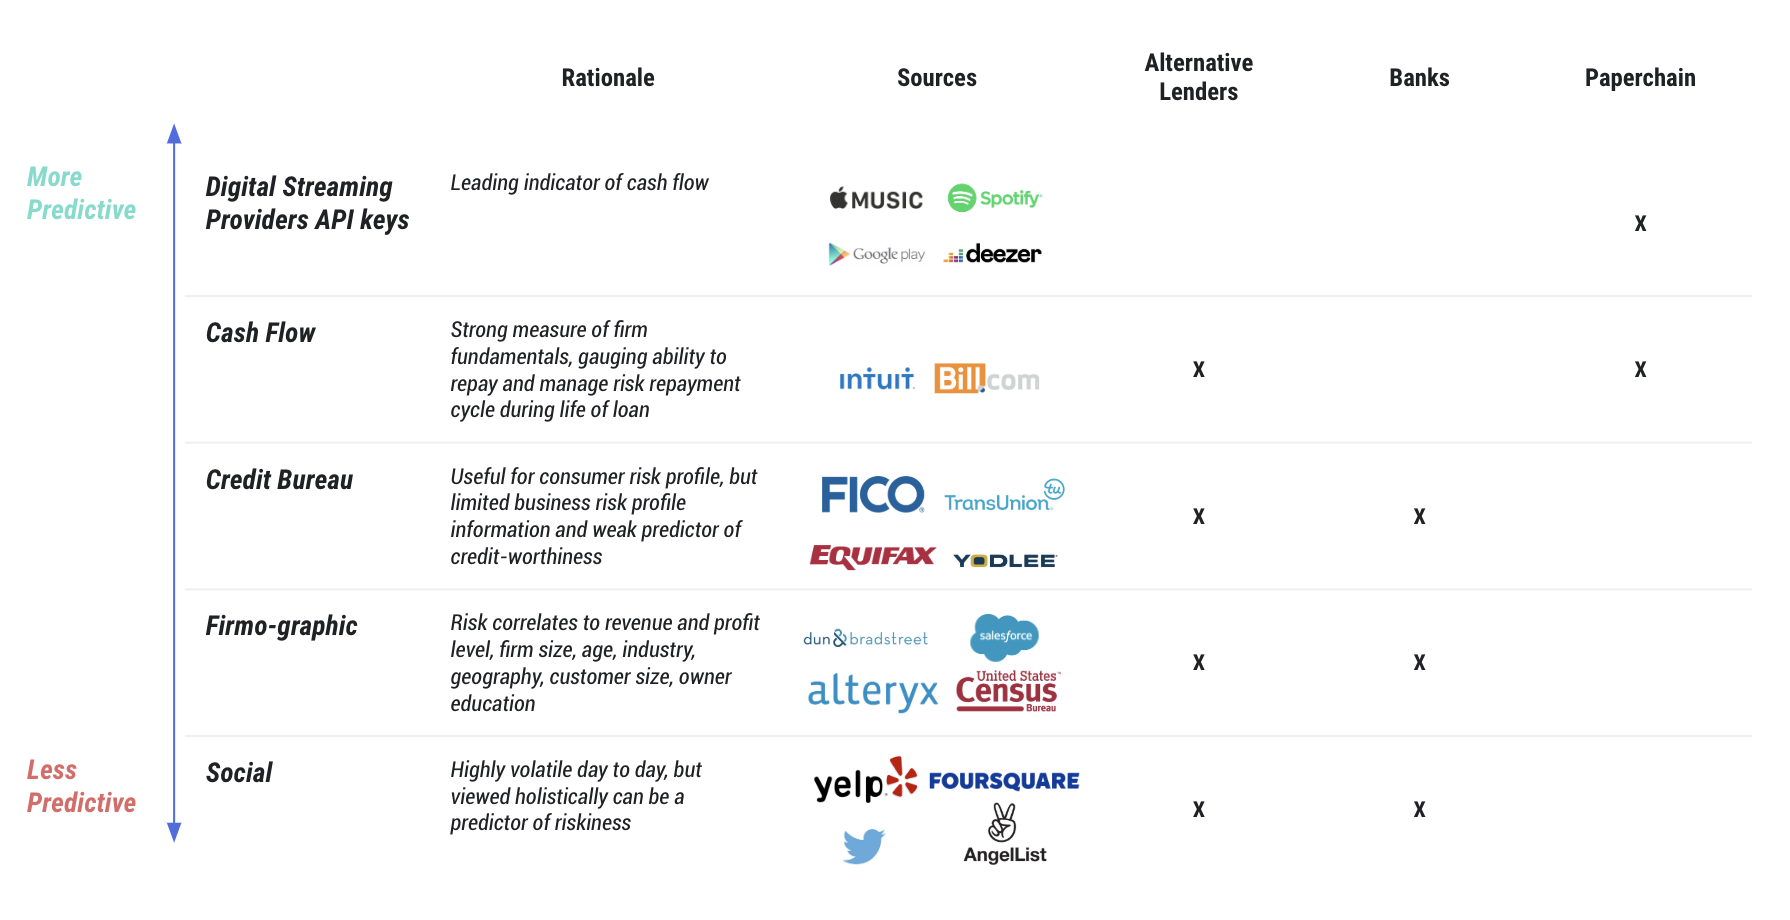 Rationale
Sources
Alternative
Lenders
Banks
Paperchain
More
Predictive
Digital Streaming
Providers API keys
Leading indicator of cash flow
MUSIC
Spotify
Google play
deezer
X
Cash Flow
Strong measure of firm
fundamentals, gauging ability to
repay and manage risk repayment
cycle during life of loan
intuit
Bill.com
X
X
Credit Bureau
Useful for consumer risk profile, but
limited business risk profile
information and weak predictor of
credit-worthiness
FICO
TransUnion tu
EQUIFAX
YODLEE
X
X
Firmo-graphic
Risk correlates to revenue and profit
level, firm size, age, industry,
geography, customer size, owner
education
dun & bradstreet
salesforce
alteryx
United States
Census
Bureau
X
X
Less
Predictive
Social
Highly volatile day to day, but
viewed holistically can be a
predictor of riskiness
yelp
FOURSQUARE
AngelList
X
X